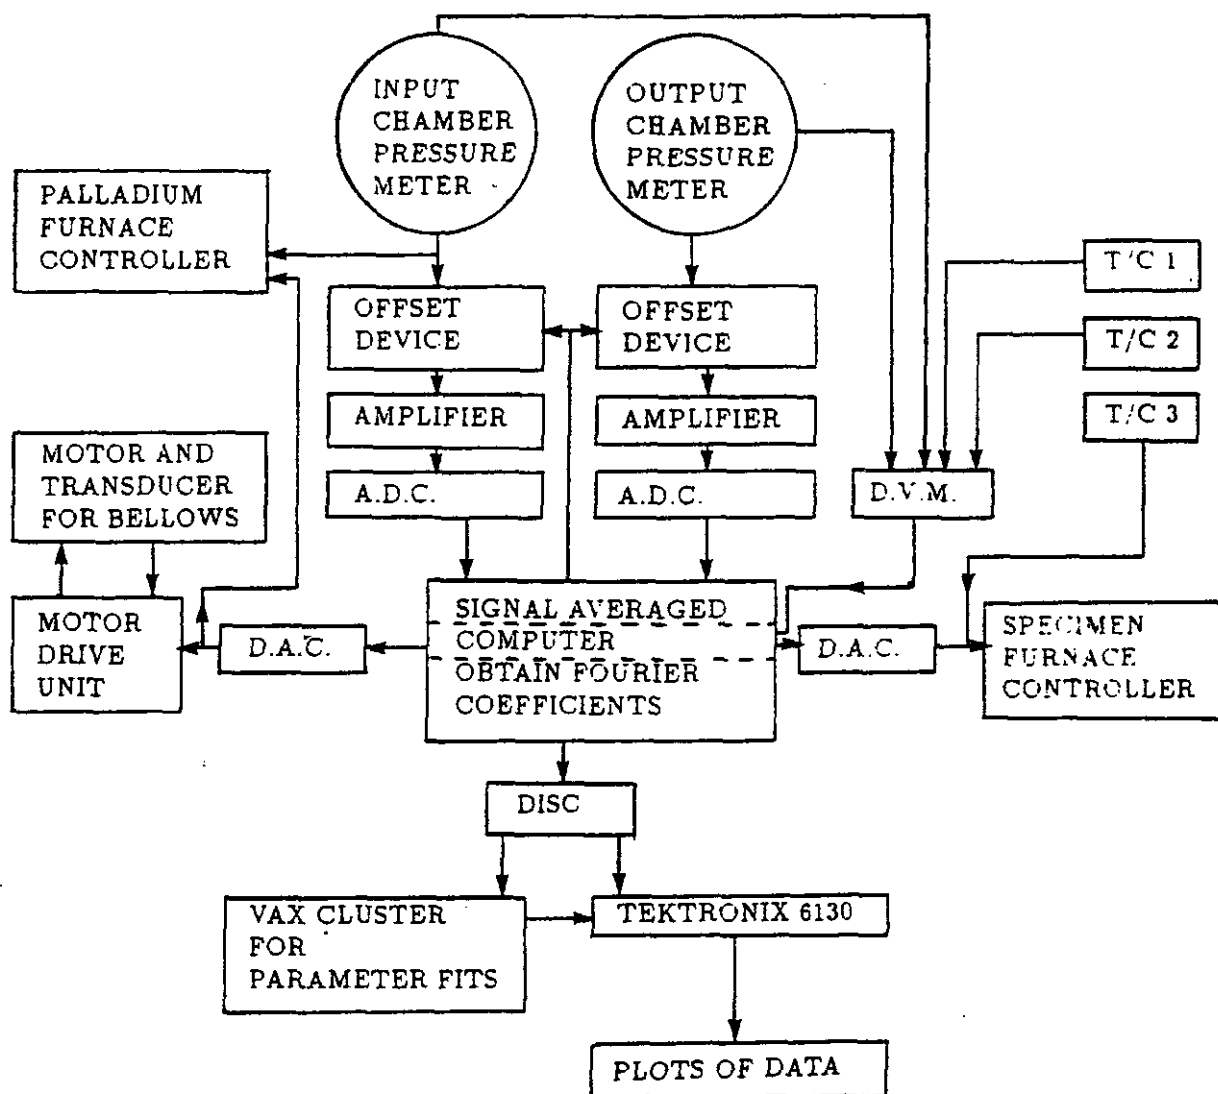 INPUT
CHAMBER
PRESSURE
METER
OUTPUT
CHAMBER
PRESSURE
METER
PALLADIUM
FURNACE
CONTROLLER
T/C 1
OFFSET
DEVICE
OFFSET
DEVICE
T/C 2
AMPLIFIER
AMPLIFIER
T/C 3
MOTOR AND
TRANSDUCER
FOR BELLOWS
A.D.C.
A.D.C.
D.V.M.
MOTOR
DRIVE
UNIT
D.A.C.
SIGNAL AVERAGED
COMPUTER
OBTAIN FOURIER
COEFFICIENTS
D.A.C.
SPECIMEN
FURNACE
CONTROLLER
DISC
VAX CLUSTER
FOR
PARAMETER FITS
TEKTRONIX 6130
PLOTS OF DATA